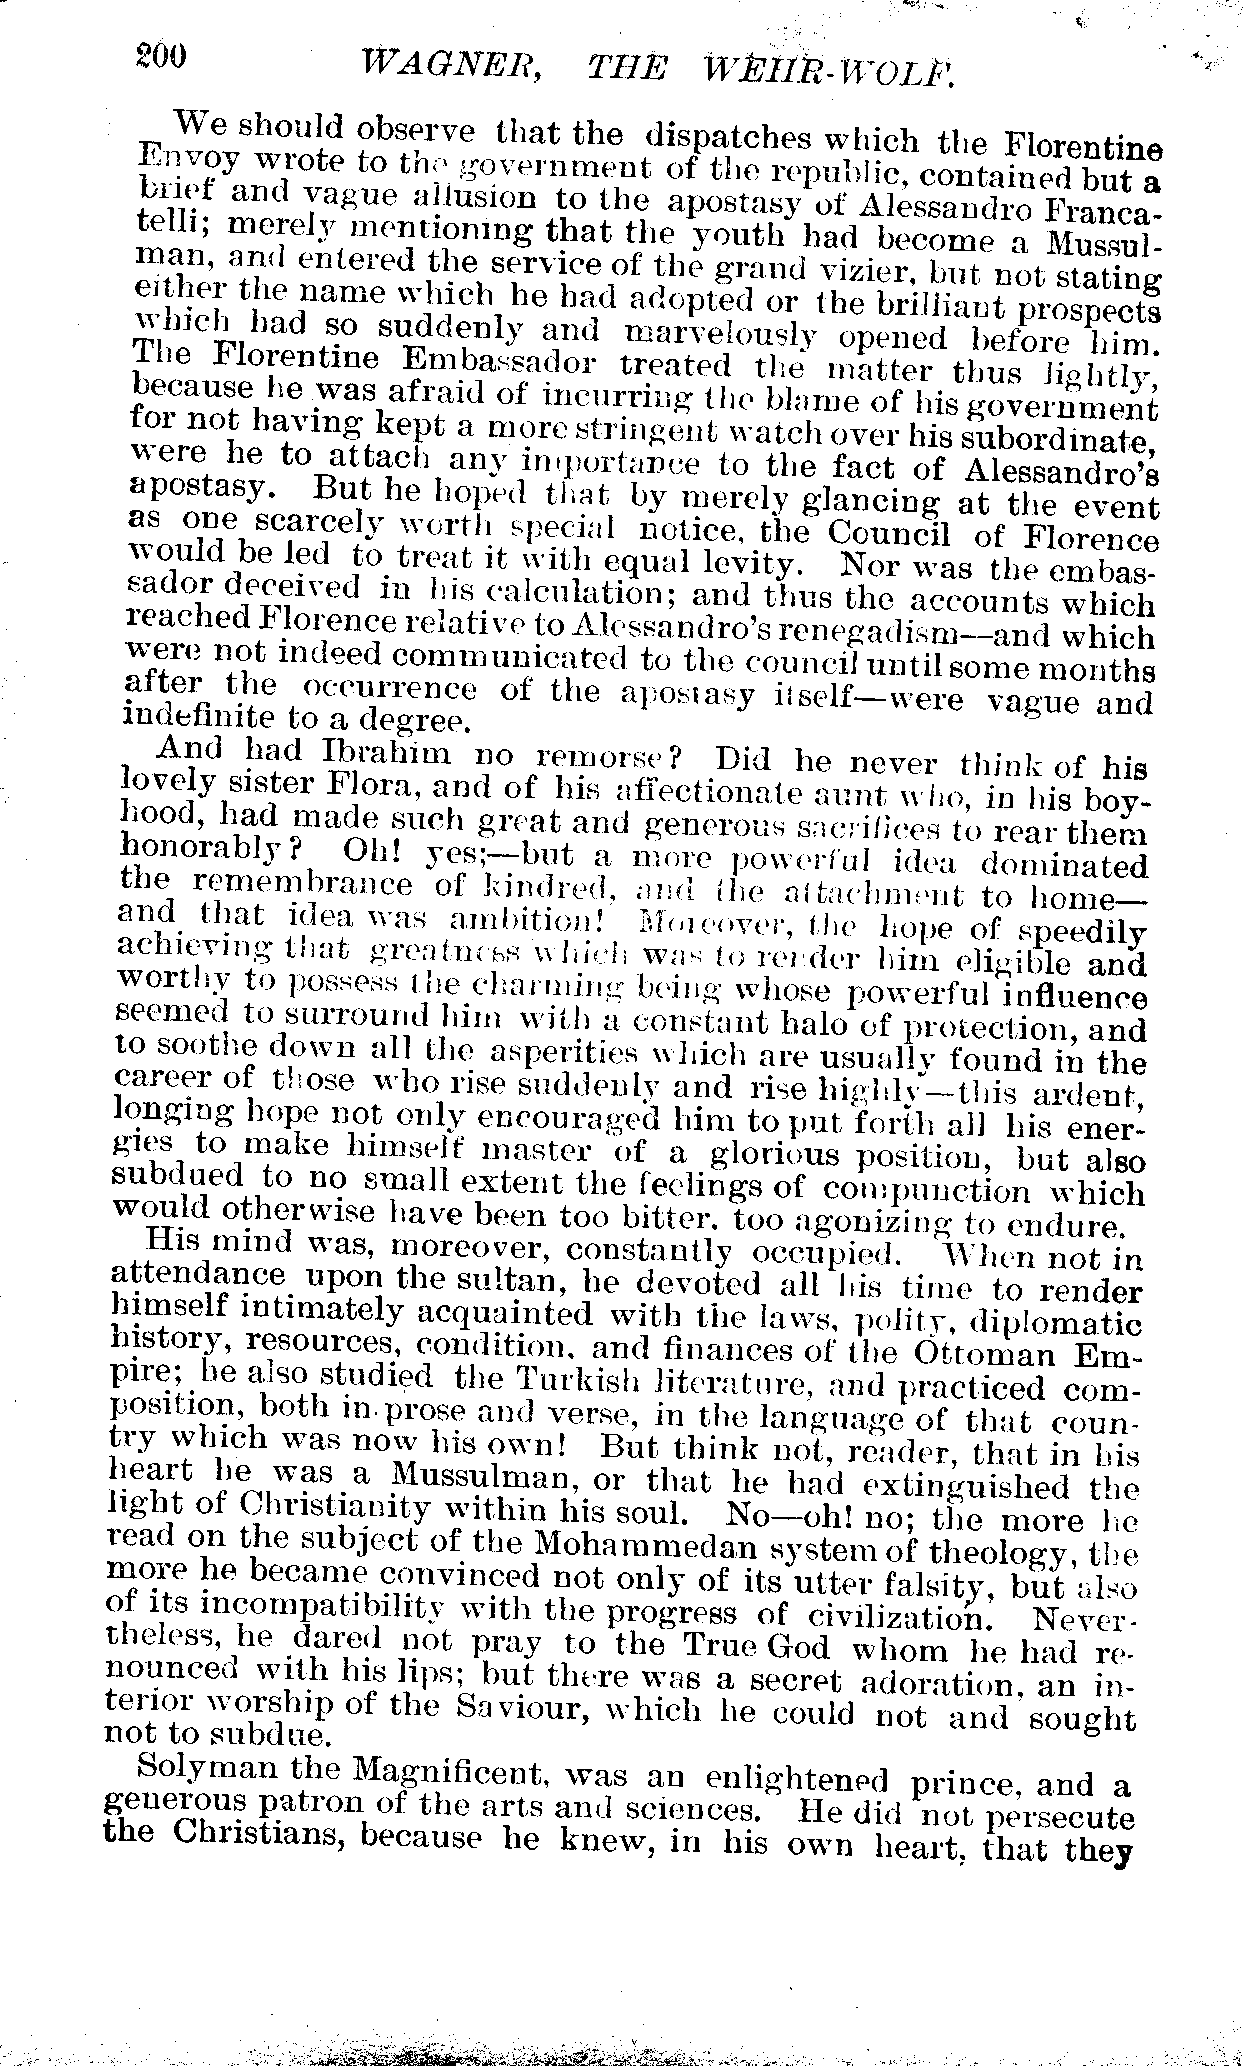 200 WAGNER, THE WEHR-WOLF.
We should observe that the dispatches which the Florentine
Envoy wrote to the government of the republic, contained but a
brief and vague allusion to the apostasy of Alessandro Franca-
telli; merely mentioning that the youth had become a Mussul-
man, and entered the service of the grand vizier, but not stating
either the name which he had adopted or the brilliant prospects
which had so suddenly and marvelously opened before him.
The Florentine Embassador treated the matter thus lightly,
because he was afraid of incurring the blame of his government
for not having kept a more stringent watch over his subordinate,
were he to attach any importance to the fact of Alessandro's
apostasy. But he hoped that by merely glancing at the event
as one scarcely worth special notice, the Council of Florence
would be led to treat it with equal levity. Nor was the embas-
sador deceived in his calculation; and thus the accounts which
reached Florence relative to Alessandro's renegadism—and which
were not indeed communicated to the council until some months
after the occurrence of the apostasy itself—were vague and
indefinite to a degree.
And had Ibrahim no remorse? Did he never think of his
lovely sister Flora, and of his affectionate aunt who, in his boy-
hood, had made such great and generous sacrifices to rear them
honorably? Oh! yes;—but a more powerful idea dominated
the remembrance of kindred, and the attachment to home—
and that idea was ambition! Moreover, the hope of speedily
achieving that greatness which was to render him eligible and
worthy to possess the charming being whose powerful influence
seemed to surround him with a constant halo of protection, and
to soothe down all the asperities which are usually found in the
career of those who rise suddenly and rise highly—this ardent,
longing hope not only encouraged him to put forth all his ener-
gies to make himself master of a glorious position, but also
subdued to no small extent the feelings of compunction which
would otherwise have been too bitter, too agonizing to endure.
His mind was, moreover, constantly occupied. When not in
attendance upon the sultan, he devoted all his time to render
himself intimately acquainted with the laws, polity, diplomatic
history, resources, condition, and finances of the Ottoman Em-
pire; he also studied the Turkish literature, and practiced com-
position, both in prose and verse, in the language of that coun-
try which was now his own! But think not, reader, that in his
heart he was a Mussulman, or that he had extinguished the
light of Christianity within his soul. No—oh! no; the more he
read on the subject of the Mohammedan system of theology, the
more he became convinced not only of its utter falsity, but also
of its incompatibility with the progress of civilization. Never-
theless, he dared not pray to the True God whom he had re-
nounced with his lips; but there was a secret adoration, an in-
terior worship of the Saviour, which he could not and sought
not to subdue.
Solyman the Magnificent, was an enlightened prince, and a
generous patron of the arts and sciences. He did not persecute
the Christians, because he knew, in his own heart, that they